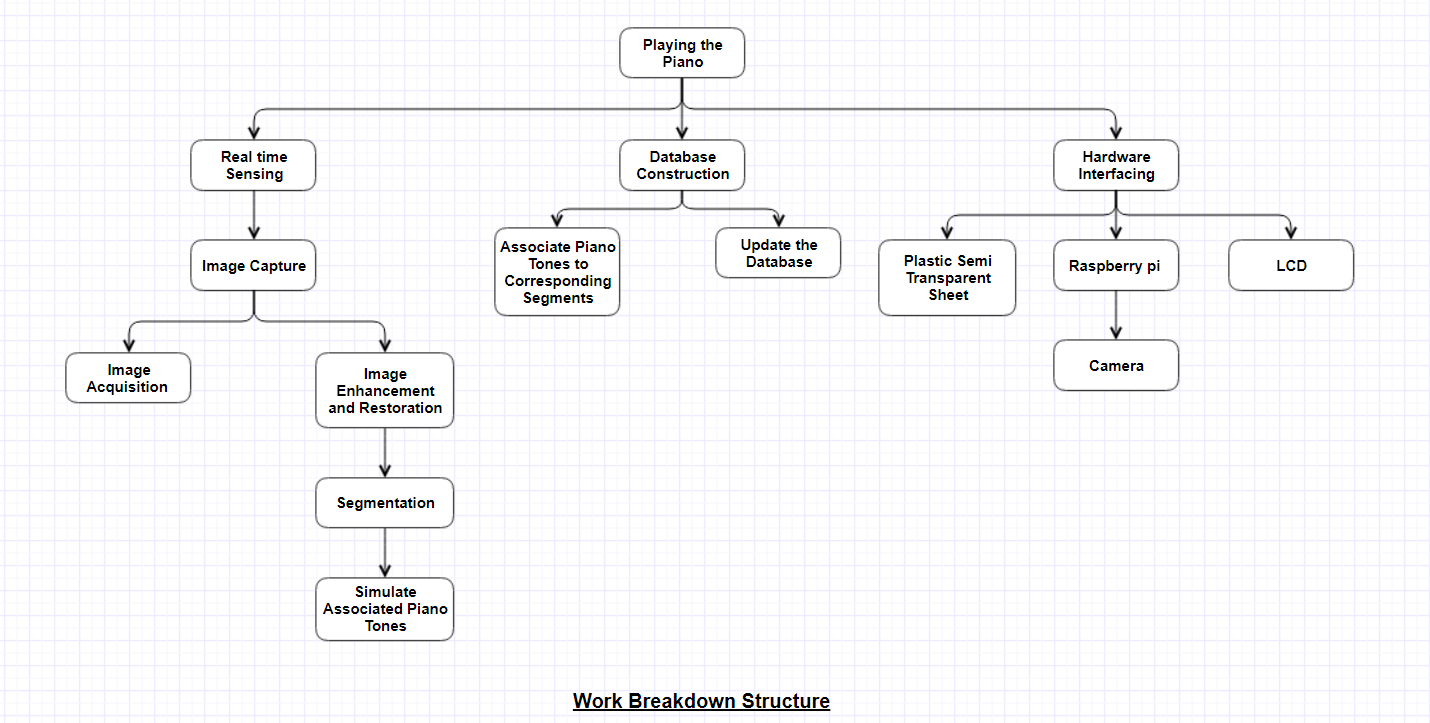 Playing the
Piano
Real time
Sensing
Database
Construction
Hardware
Interfacing
Image Capture
Associate Piano
Tones to
Corresponding
Segments
Update the
Database
Plastic Semi
Transparent
Sheet
Raspberry pi
LCD
Image
Acquisition
Image
Enhancement
and Restoration
Camera
Segmentation
Simulate
Associated Piano
Tones
Work Breakdown Structure